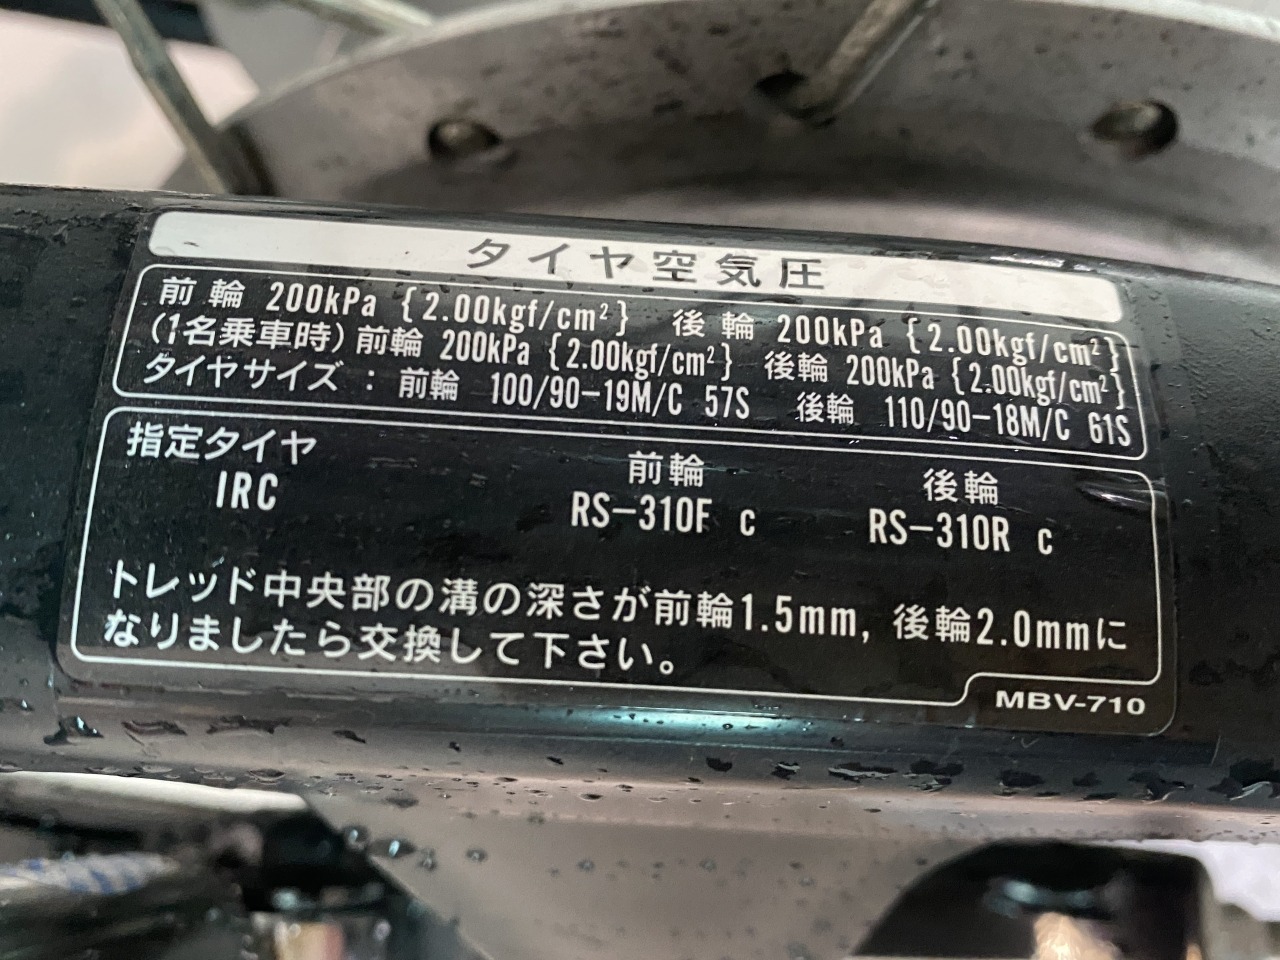 タイヤ空気圧
前輪 200kPa {2.00kgf/cm²} 後輪 200kPa {2.00kgf/cm²}
(1名乗車時) 前輪 200kPa {2.00kgf/cm²} 後輪 200kPa {2.00kgf/cm²}
タイヤサイズ : 前輪 100/90-19M/C 57S 後輪 110/90-18M/C 61S
指定タイヤ 前輪 後輪
IRC RS-310F c RS-310R c
トレッド中央部の溝の深さが前輪1.5mm, 後輪2.0mmに
なりましたら交換して下さい。
MBV-710